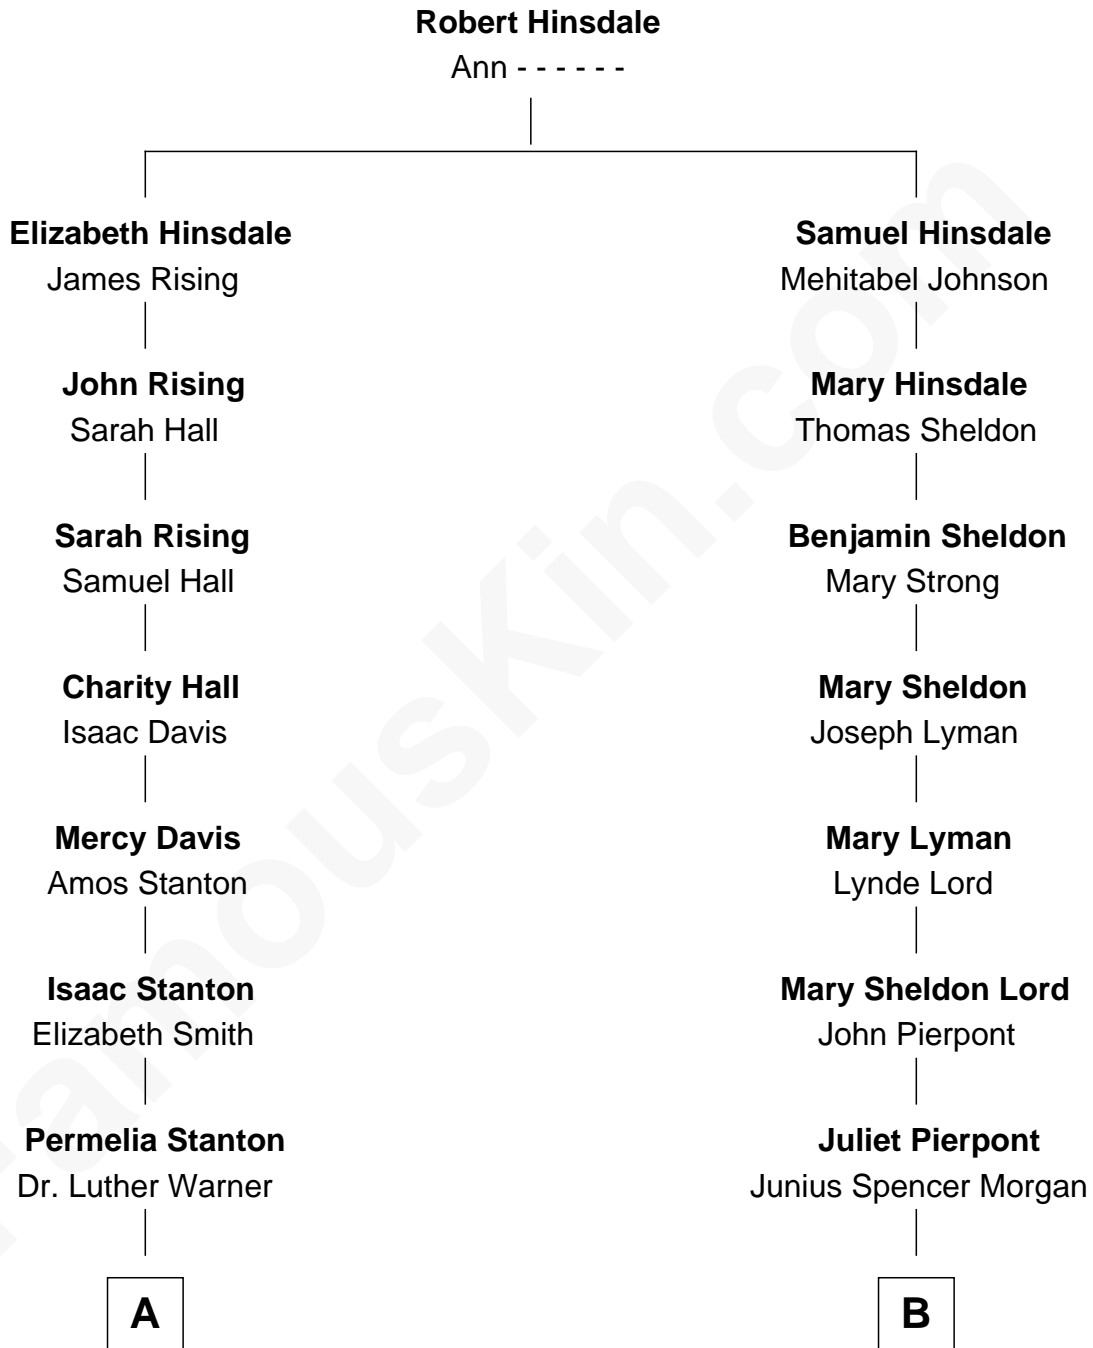 Robert Hinsdale
Ann - - - - - -
Elizabeth Hinsdale
James Rising
Samuel Hinsdale
Mehitabel Johnson
John Rising
Sarah Hall
Mary Hinsdale
Thomas Sheldon
Sarah Rising
Samuel Hall
Benjamin Sheldon
Mary Strong
Charity Hall
Isaac Davis
Mary Sheldon
Joseph Lyman
Mercy Davis
Amos Stanton
Mary Lyman
Lynde Lord
Isaac Stanton
Elizabeth Smith
Mary Sheldon Lord
John Pierpont
Permelia Stanton
Dr. Luther Warner
Juliet Pierpont
Junius Spencer Morgan
A
B
FamousKin.com